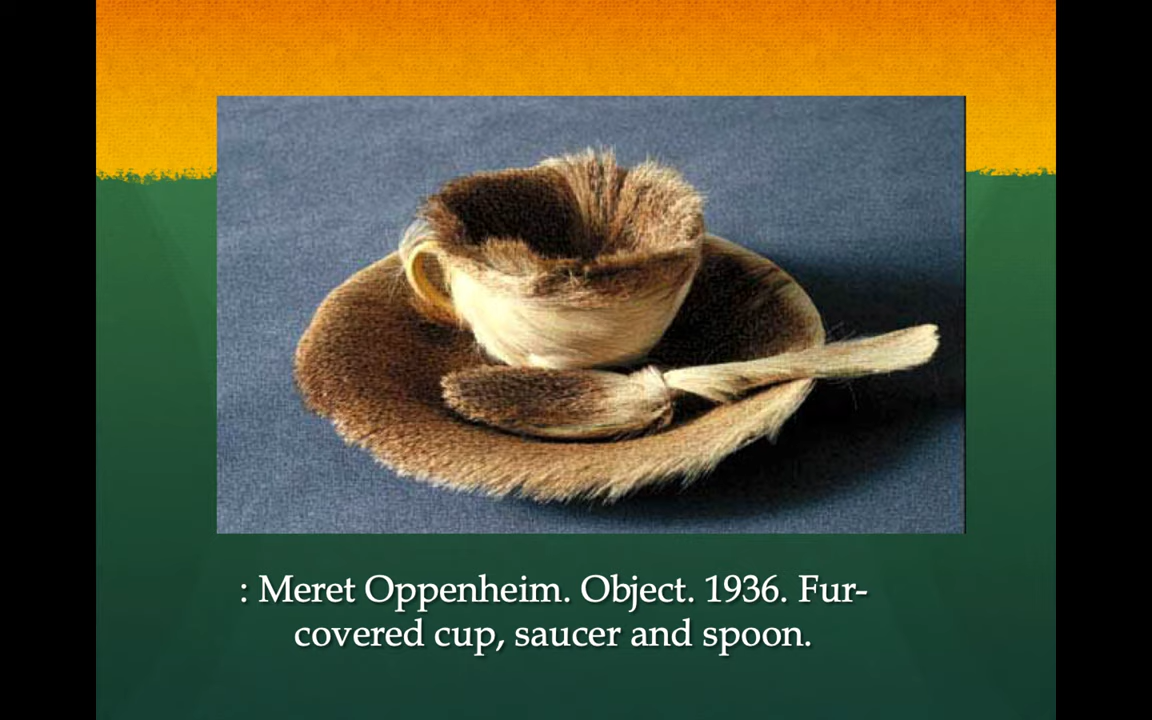 : Meret Oppenheim. Object. 1936. Fur-
covered cup, saucer and spoon.